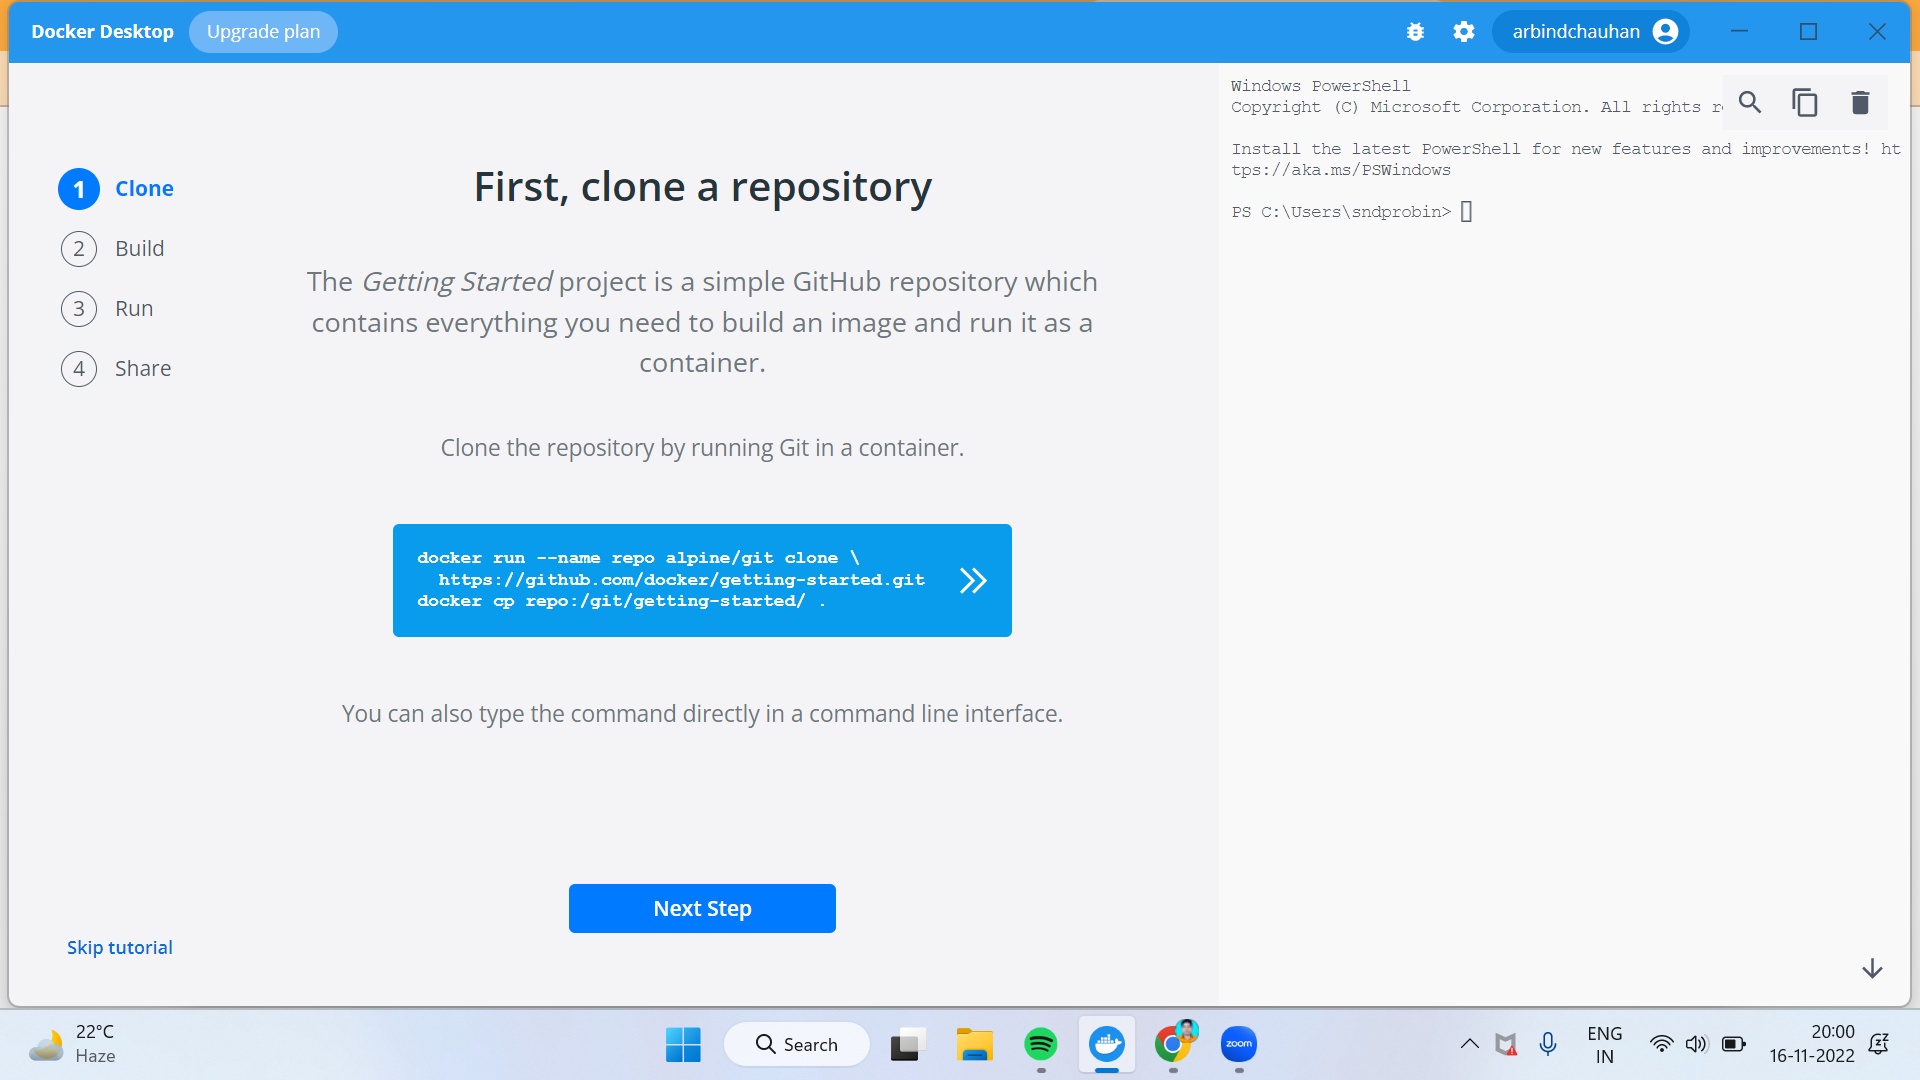 Docker Desktop
Upgrade plan
arbindchauhan
1 Clone
2 Build
3 Run
4 Share
First, clone a repository
The Getting Started project is a simple GitHub repository which
contains everything you need to build an image and run it as a
container.
Clone the repository by running Git in a container.
docker run --name repo alpine/git clone \
https://github.com/docker/getting-started.git
docker cp repo:/git/getting-started/ .
You can also type the command directly in a command line interface.
Next Step
Skip tutorial
Windows PowerShell
Copyright (C) Microsoft Corporation. All rights
Install the latest PowerShell for new features and improvements! ht
tps://aka.ms/PSWindows
PS C:\Users\sndprobin>
22°C
Haze
Search
zoom
ENG
IN
20:00
16-11-2022